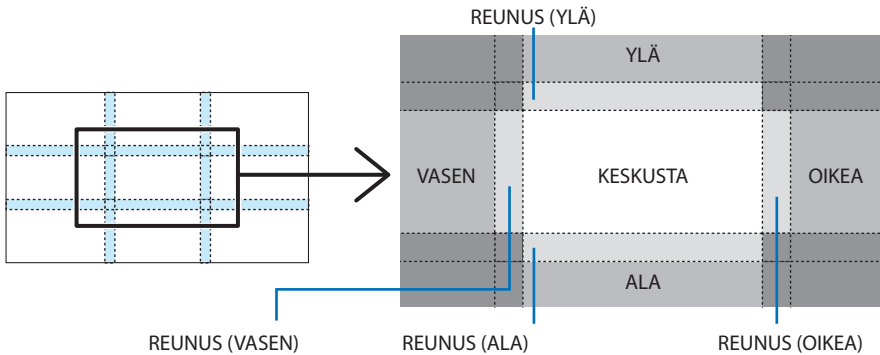 REUNUS (YLÄ)
YLÄ
VASEN
KESKUSTA
OIKEA
ALA
REUNUS (VASEN)
REUNUS (ALA)
REUNUS (OIKEA)